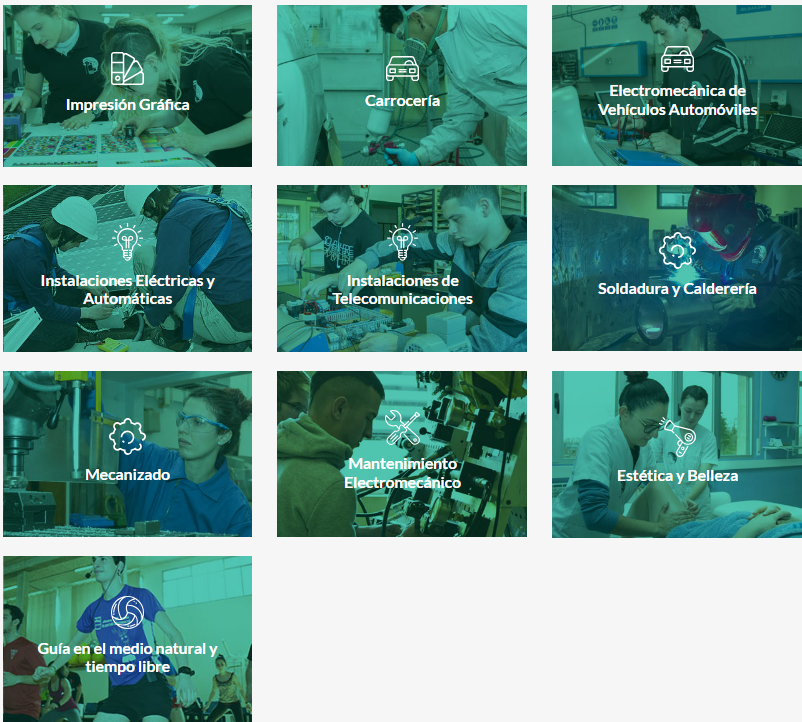 Impresión Gráfica
Carrocería
Electromecánica de
Vehículos Automóviles
Instalaciones Eléctricas y
Automáticas
Instalaciones de
Telecomunicaciones
Soldadura y Calderería
Mecanizado
Mantenimiento
Electromecánico
Estética y Belleza
Guía en el medio natural y
tiempo libre